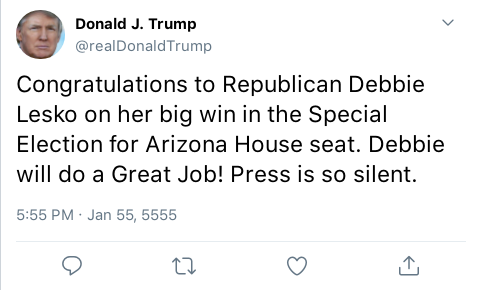 Donald J. Trump
@realDonaldTrump
Congratulations to Republican Debbie
Lesko on her big win in the Special
Election for Arizona House seat. Debbie
will do a Great Job! Press is so silent.
5:55 PM · Jan 55, 5555